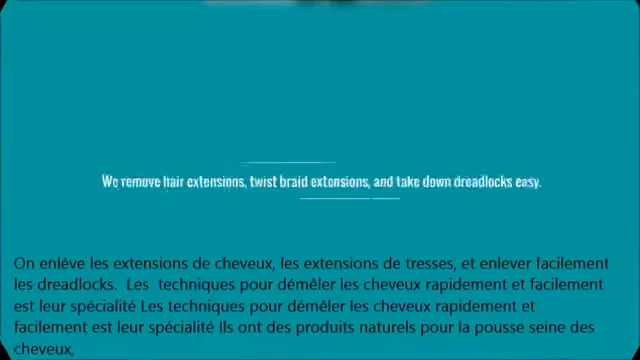 We remove hair extensions, twist braid extensions, and take down dreadlocks easy.
On enlève les extensions de cheveux, les extensions de tresses, et enlever facilement
les dreadlocks.  Les  techniques pour démêler les cheveux rapidement et facilement
est leur spécialité Les techniques pour démêler les cheveux rapidement et
facilement est leur spécialité Ils ont des produits naturels pour la pousse seine des
cheveux,